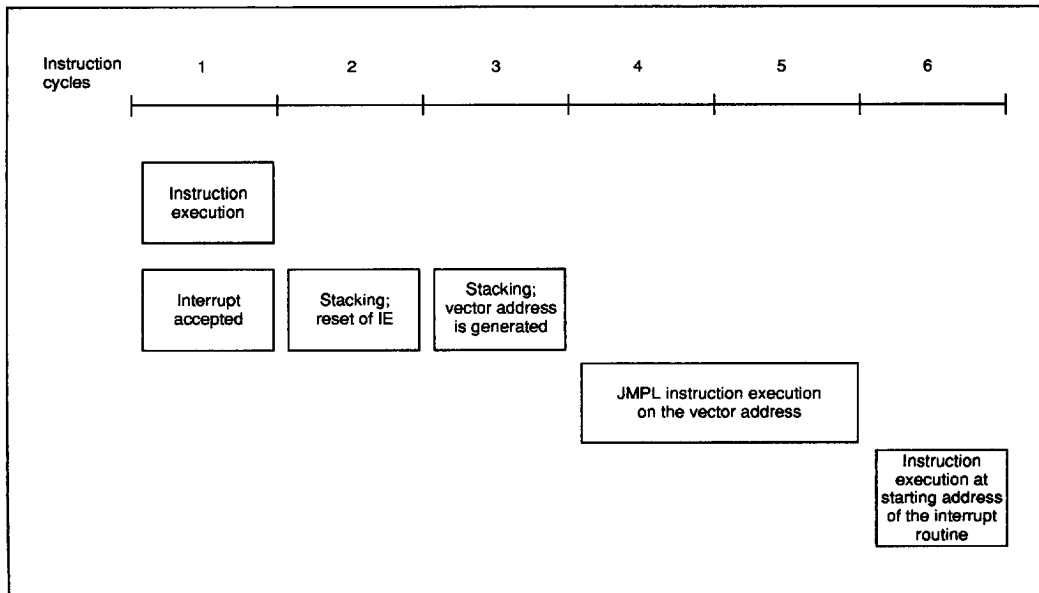 Instruction
cycles
1 2 3 4 5 6
Instruction
execution
Interrupt
accepted
Stacking;
reset of IE
Stacking;
vector address
is generated
JMPL instruction execution
on the vector address
Instruction
execution at
starting address
of the interrupt
routine